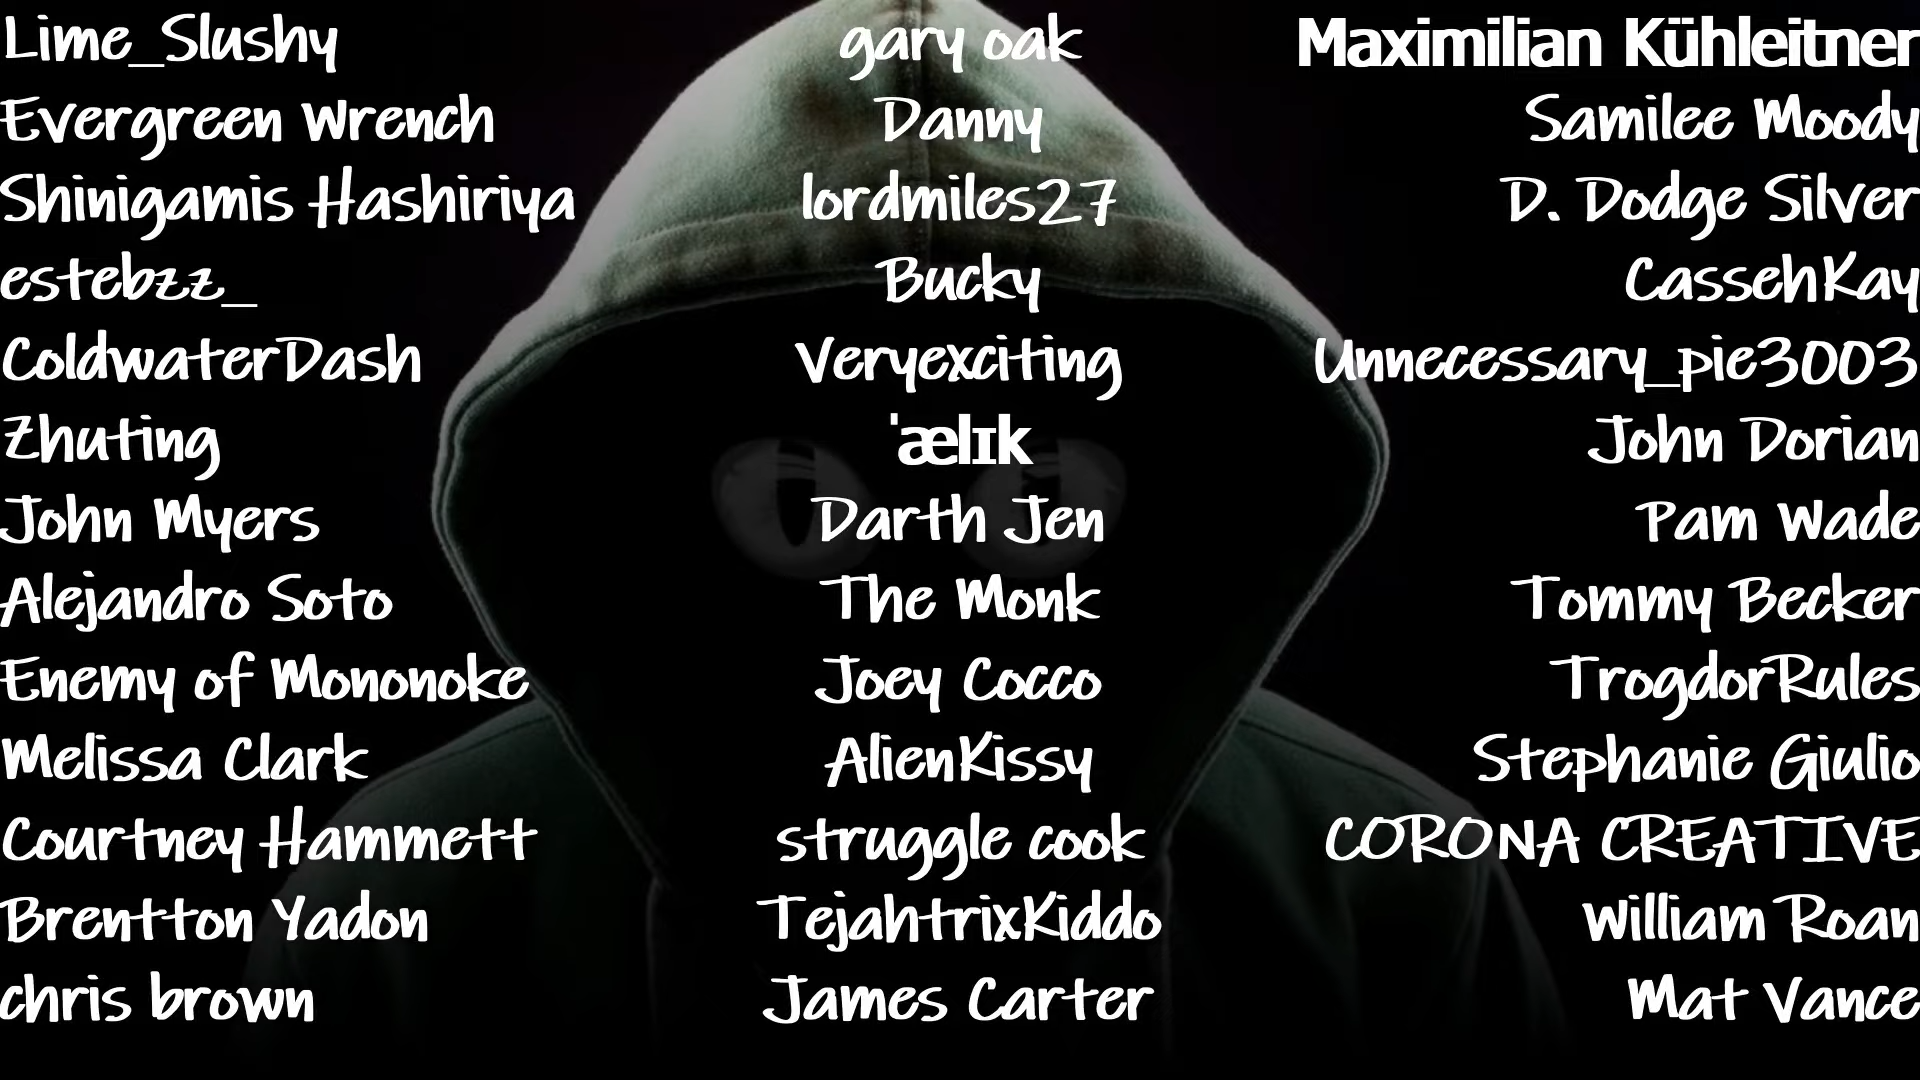 Lime_Slushy
gary oak
Maximilian Kühleitner
Evergreen Wrench
Danny
Samilee Moody
Shinigamis Hashiriya
lordmiles27
D. Dodge Silver
estebzz_
Bucky
CassehKay
ColdwaterDash
Veryexciting
Unnecessary_pie3003
Zhuting
ˈælɪk
John Dorian
John Myers
Darth Jen
Pam Wade
Alejandro Soto
The Monk
Tommy Becker
Enemy of Mononoke
Joey Cocco
TrogdorRules
Melissa Clark
AlienKissy
Stephanie Giulio
Courtney Hammett
struggle cook
CORONA CREATIVE
Brentton Yadon
TejahtrixKiddo
William Roan
chris brown
James Carter
Mat Vance